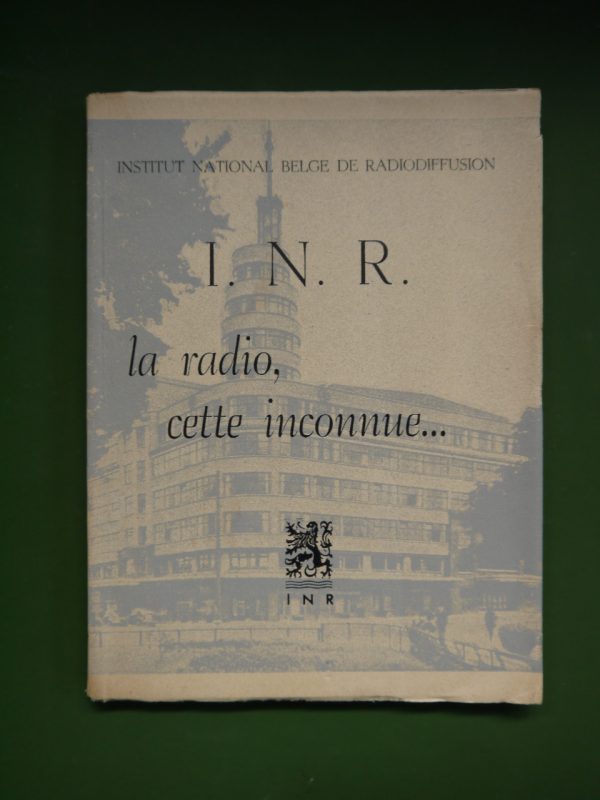 INSTITUT NATIONAL BELGE DE RADIODIFFUSION
I. N. R.
la radio,
cette inconnue...
INR